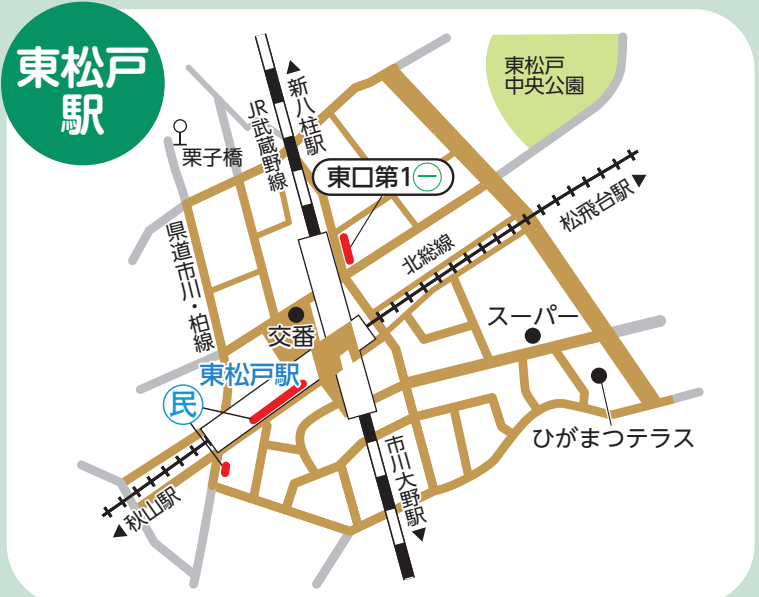 東松戸
駅
東松戸
中央公園
▲新八柱駅
JR武蔵野線
栗子橋
東口第1㊀
松飛台駅▶
北総線
県道市川・柏線
スーパー
交番
東松戸駅
民
ひがまつテラス
市川大野駅▼
◀秋山駅